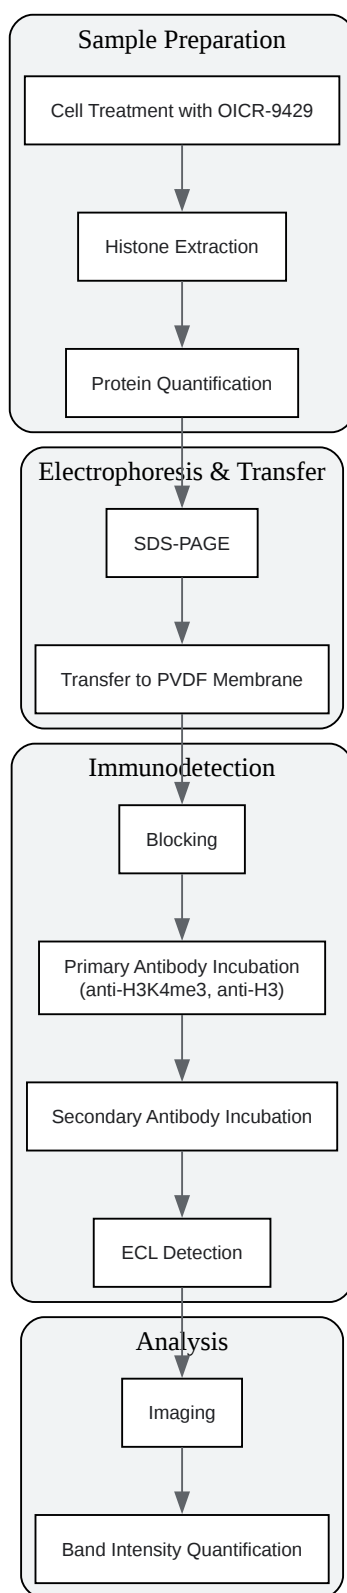 Sample Preparation
Cell Treatment with OICR-9429
Histone Extraction
Protein Quantification
Electrophoresis & Transfer
SDS-PAGE
Transfer to PVDF Membrane
Immunodetection
Blocking
Primary Antibody Incubation
(anti-H3K4me3, anti-H3)
Secondary Antibody Incubation
ECL Detection
Analysis
Imaging
Band Intensity Quantification